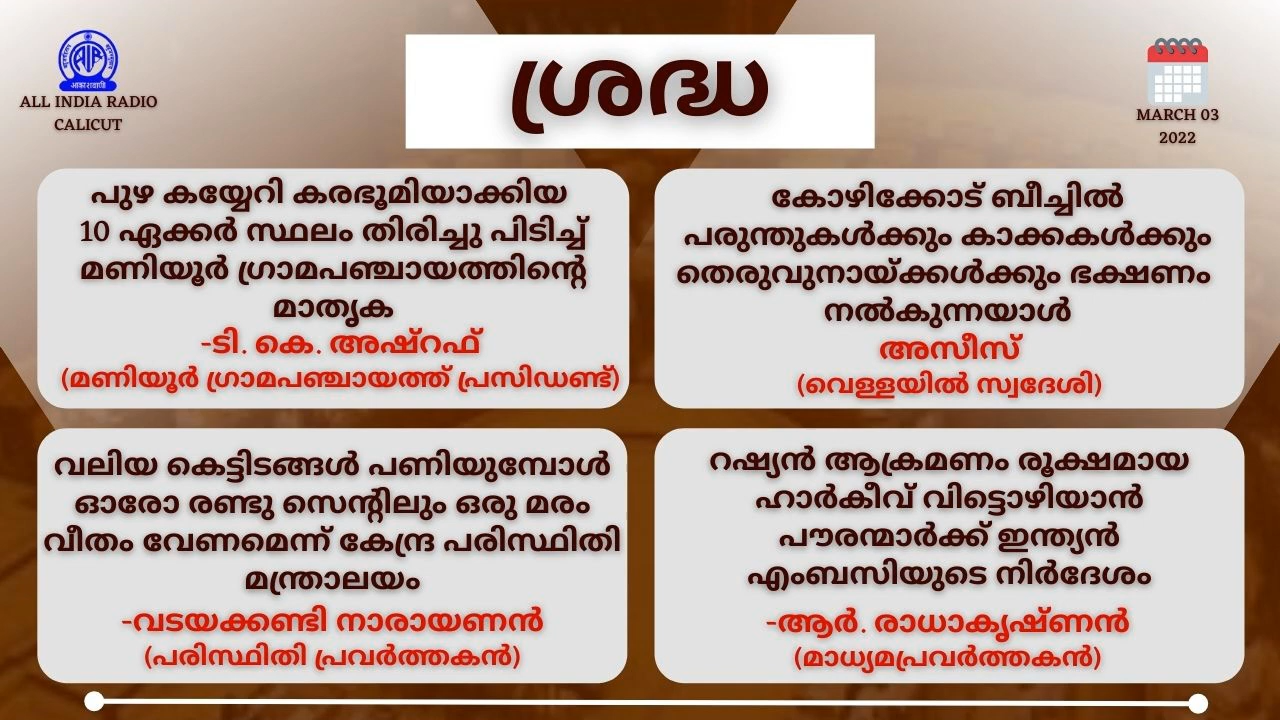 ALL INDIA RADIO
CALICUT
ശ്രദ്ധ
MARCH 03
2022
പുഴ കയ്യേറി കരഭൂമിയാക്കിയ
10 ഏക്കർ സ്ഥലം തിരിച്ചു പിടിച്ച്
മണിയൂർ ഗ്രാമപഞ്ചായത്തിന്റെ
മാതൃക
-ടി. കെ. അഷ്റഫ്
(മണിയൂർ ഗ്രാമപഞ്ചായത്ത് പ്രസിഡണ്ട്)
കോഴിക്കോട് ബീച്ചിൽ
പരുന്തുകൾക്കും കാക്കകൾക്കും
തെരുവുനായ്ക്കൾക്കും ഭക്ഷണം
നൽകുന്നയാൾ
അസീസ്
(വെള്ളയിൽ സ്വദേശി)
വലിയ കെട്ടിടങ്ങൾ പണിയുമ്പോൾ
ഓരോ രണ്ടു സെന്റിലും ഒരു മരം
വീതം വേണമെന്ന് കേന്ദ്ര പരിസ്ഥിതി
മന്ത്രാലയം
-വടയക്കണ്ടി നാരായണൻ
(പരിസ്ഥിതി പ്രവർത്തകൻ)
റഷ്യൻ ആക്രമണം രൂക്ഷമായ
ഹാർകീവ് വിട്ടൊഴിയാൻ
പൗരന്മാർക്ക് ഇന്ത്യൻ
എംബസിയുടെ നിർദേശം
-ആർ. രാധാകൃഷ്ണൻ
(മാധ്യമപ്രവർത്തകൻ)